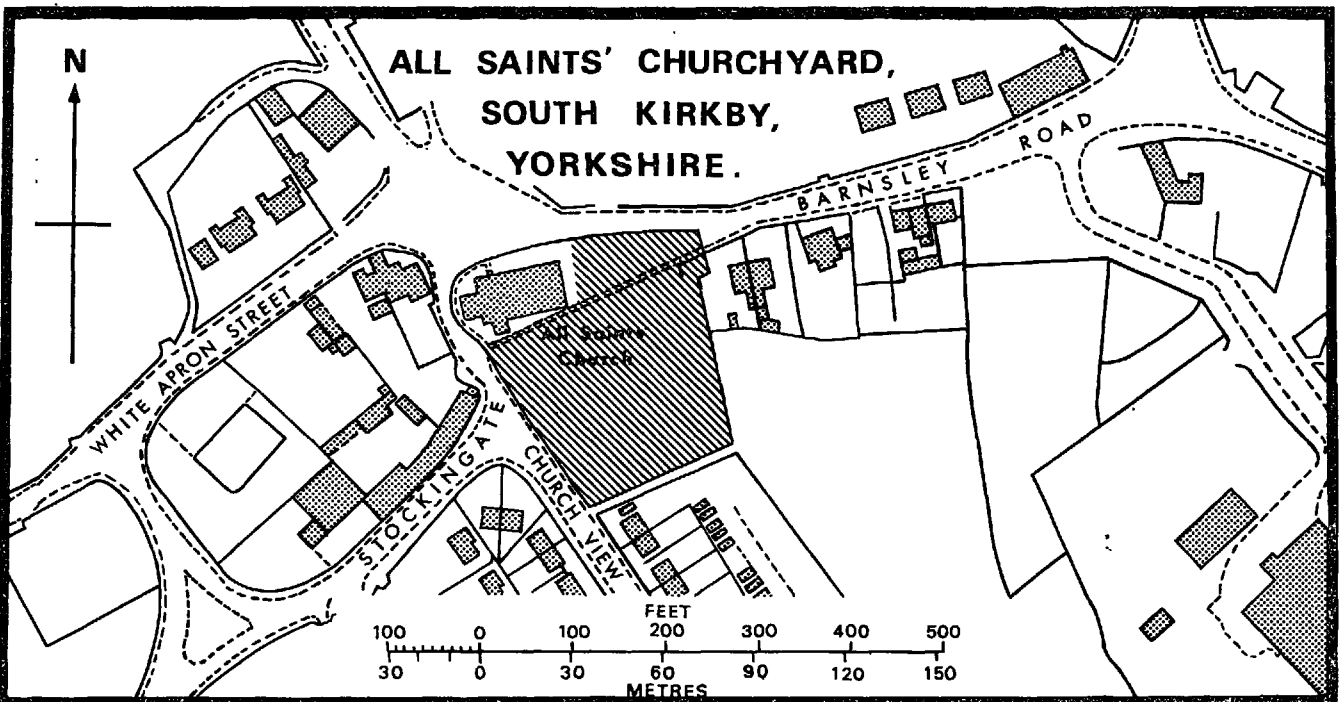 N
ALL SAINTS' CHURCHYARD,
SOUTH KIRKBY,
YORKSHIRE.
BARNSLEY ROAD
All Saints
Church
WHITE APRON STREET
STOCKINGATE
CHURCH VIEW
FEET
100 0 100 200 300 400 500
30 0 30 60 90 120 150
METRES